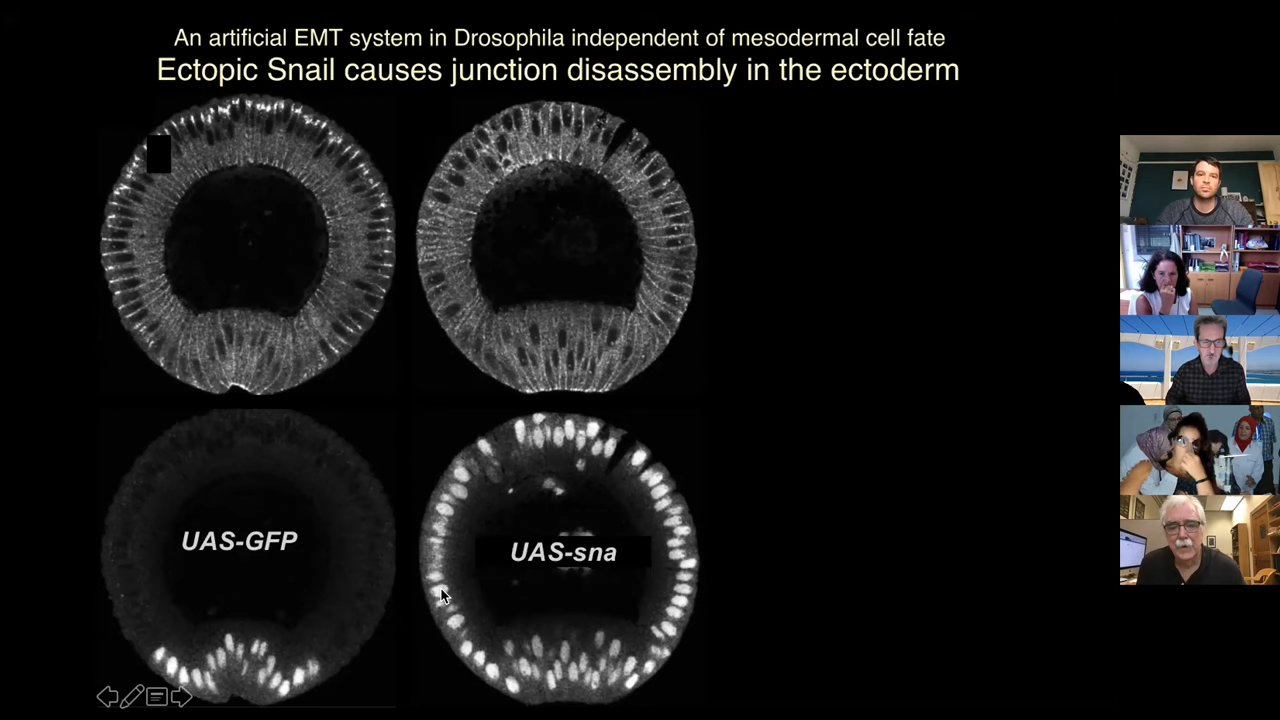 An artificial EMT system in Drosophila independent of mesodermal cell fate
Ectopic Snail causes junction disassembly in the ectoderm
UAS-GFP
UAS-sna